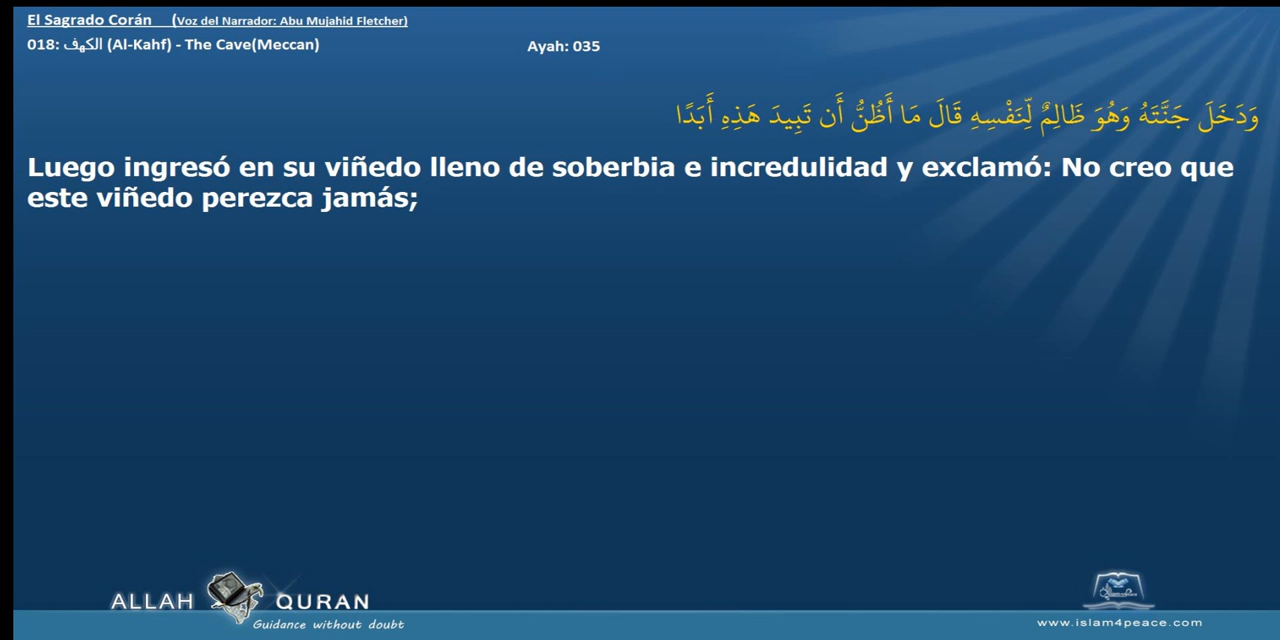 El Sagrado Corán (Voz del Narrador: Abu Mujahid Fletcher)
018: الكهف (Al-Kahf) - The Cave(Meccan) Ayah: 035
وَدَخَلَ جَنَّتَهُ وَهُوَ ظَالِمٌ لِّنَفْسِهِ قَالَ مَا أَظُنُّ أَن تَبِيدَ هَذِهِ أَبَدًا
Luego ingresó en su viñedo lleno de soberbia e incredulidad y exclamó: No creo que
este viñedo perezca jamás;
ALLAH QURAN
Guidance without doubt
www.islam4peace.com